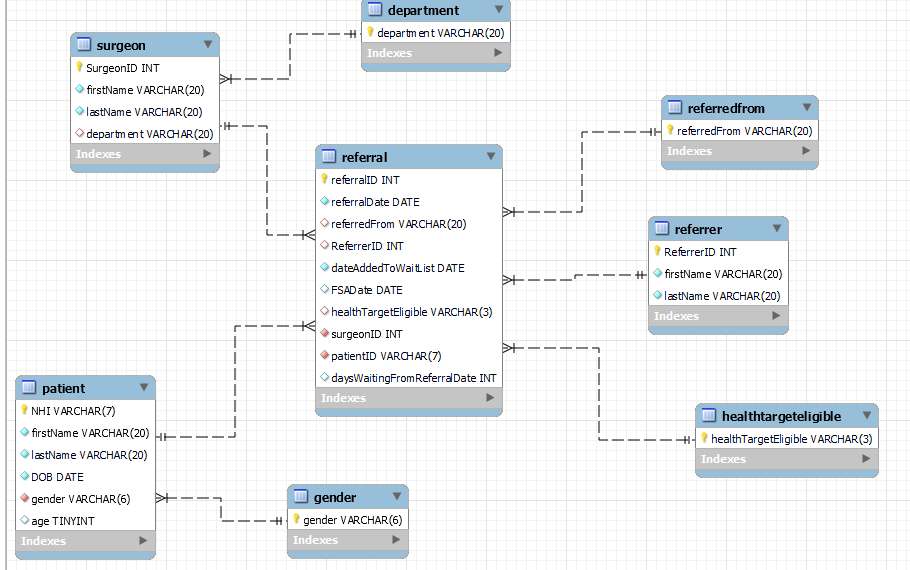 department
department VARCHAR(20)
Indexes
surgeon
SurgeonID INT
firstName VARCHAR(20)
lastName VARCHAR(20)
department VARCHAR(20)
Indexes
referredfrom
referredFrom VARCHAR(20)
Indexes
referral
referralID INT
referralDate DATE
referredFrom VARCHAR(20)
ReferrerID INT
dateAddedToWaitList DATE
FSADate DATE
healthTargetEligible VARCHAR(3)
surgeonID INT
patientID VARCHAR(7)
daysWaitingFromReferralDate INT
Indexes
referrer
ReferrerID INT
firstName VARCHAR(20)
lastName VARCHAR(20)
Indexes
patient
NHI VARCHAR(7)
firstName VARCHAR(20)
lastName VARCHAR(20)
DOB DATE
gender VARCHAR(6)
age TINYINT
Indexes
healthtargeteligible
healthTargetEligible VARCHAR(3)
Indexes
gender
gender VARCHAR(6)
Indexes